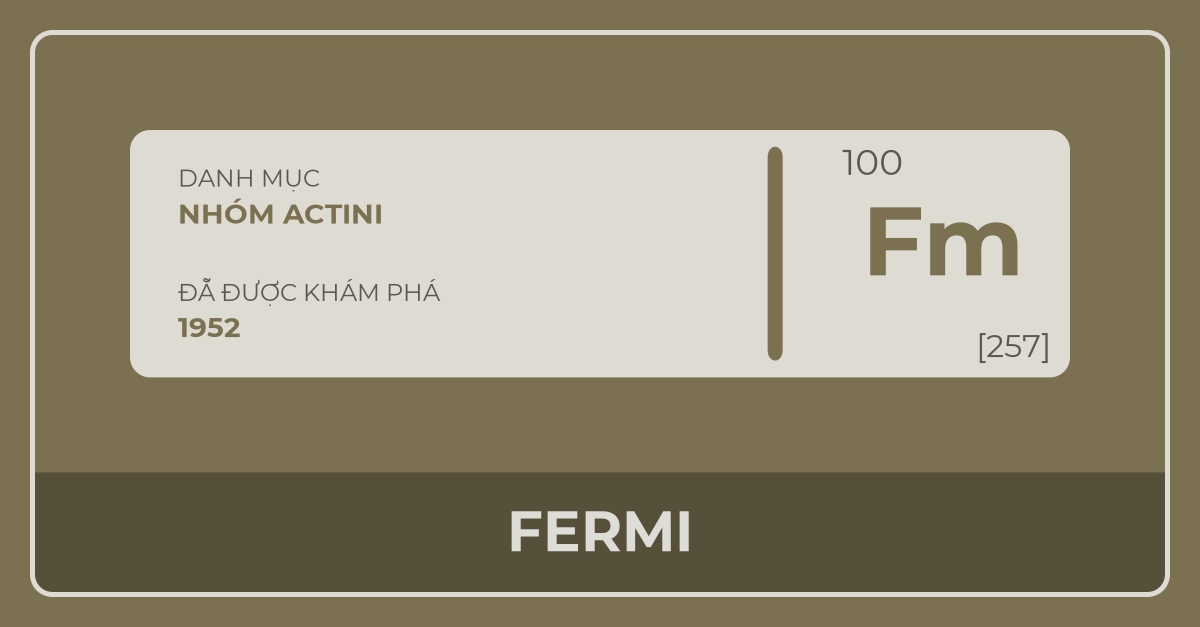 DANH MỤC
NHÓM ACTINI
ĐÃ ĐƯỢC KHÁM PHÁ
1952
100
Fm
[257]
FERMI